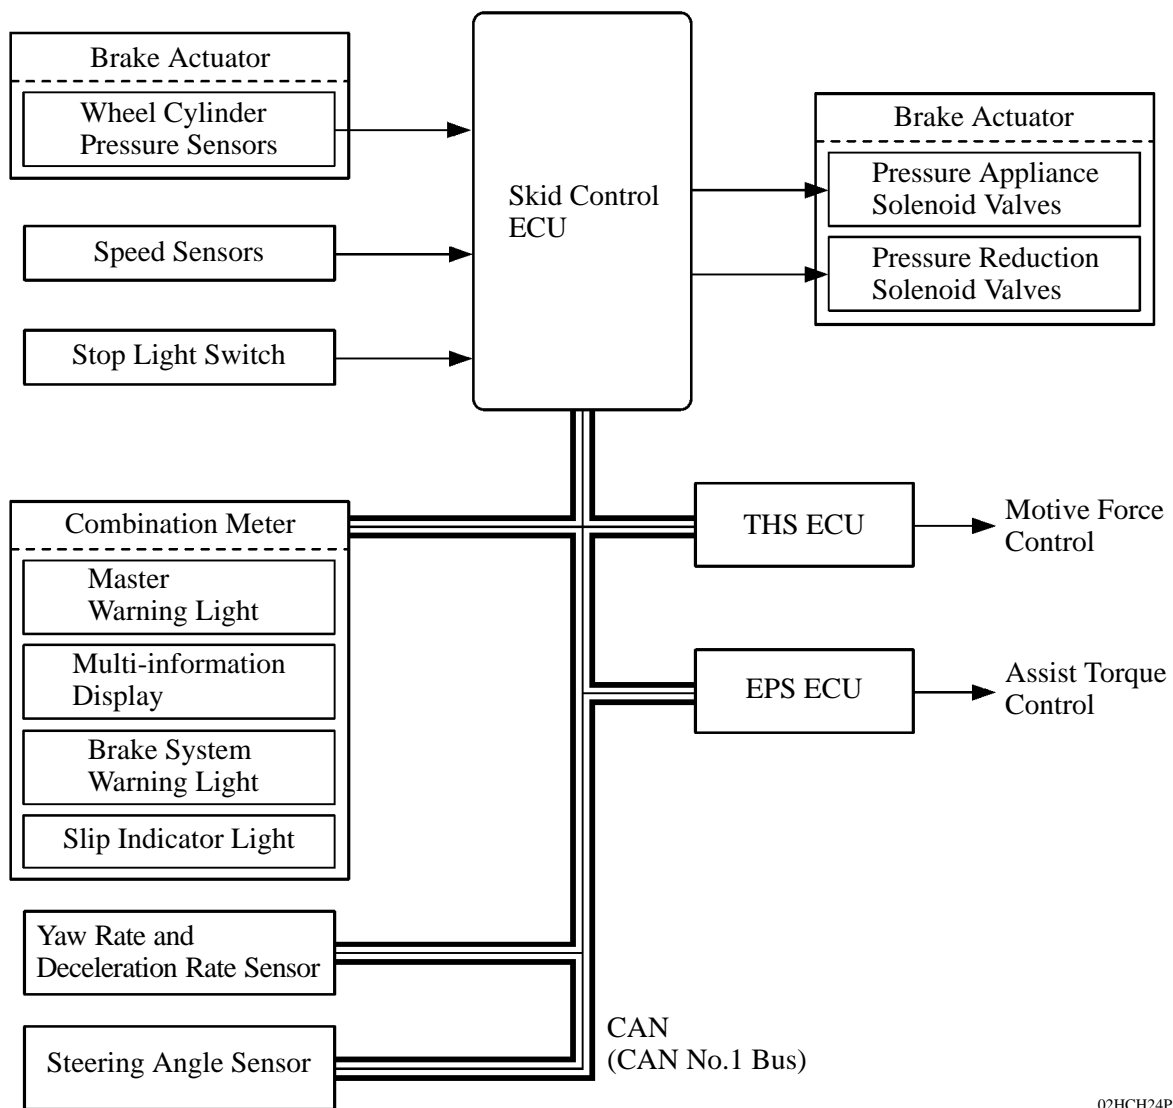 Brake Actuator
Wheel Cylinder
Pressure Sensors
Speed Sensors
Stop Light Switch
Skid Control
ECU
Brake Actuator
Pressure Appliance
Solenoid Valves
Pressure Reduction
Solenoid Valves
Combination Meter
Master
Warning Light
Multi-information
Display
Brake System
Warning Light
Slip Indicator Light
THS ECU
Motive Force
Control
EPS ECU
Assist Torque
Control
Yaw Rate and
Deceleration Rate Sensor
Steering Angle Sensor
CAN
(CAN No.1 Bus)
02HCH24P